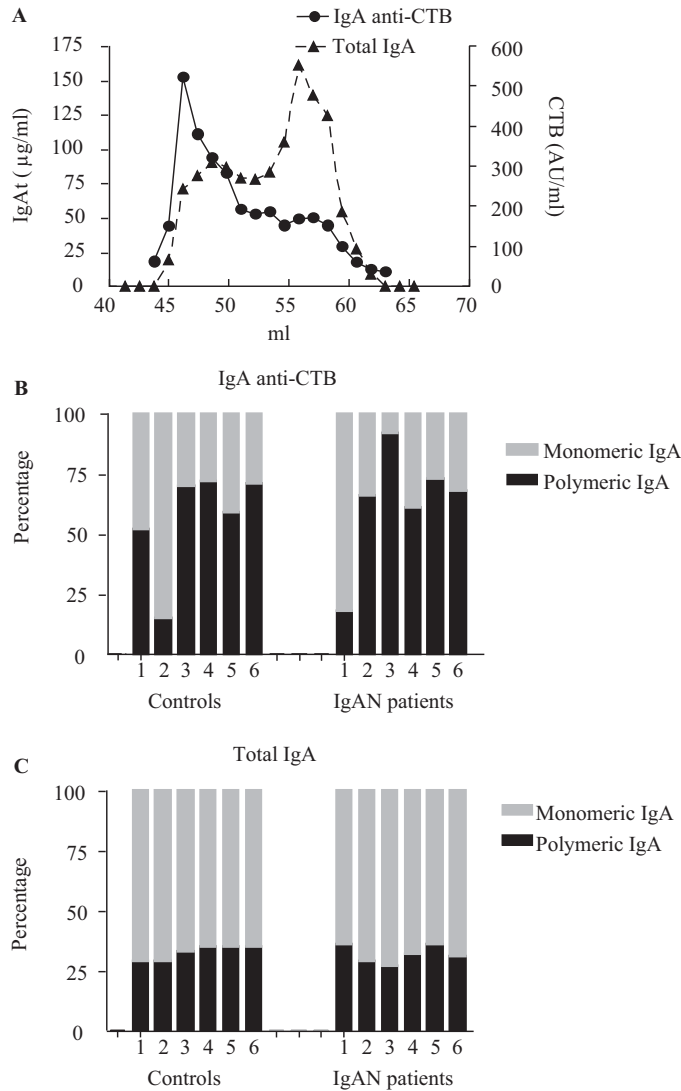 A
IgA anti-CTB
Total IgA
175
150
125
100
75
50
25
0
IgAt ( µg/ml)
600
500
400
300
200
100
0
CTB (AU/ml)
40
45
50
55
60
65
70
ml
B
IgA anti-CTB
100
75
50
25
0
Percentage
Monomeric IgA
Polymeric IgA
1 2 3 4 5 6
1 2 3 4 5 6
Controls
IgAN patients
C
Total IgA
100
75
50
25
0
Percentage
Monomeric IgA
Polymeric IgA
1 2 3 4 5 6
1 2 3 4 5 6
Controls
IgAN patients